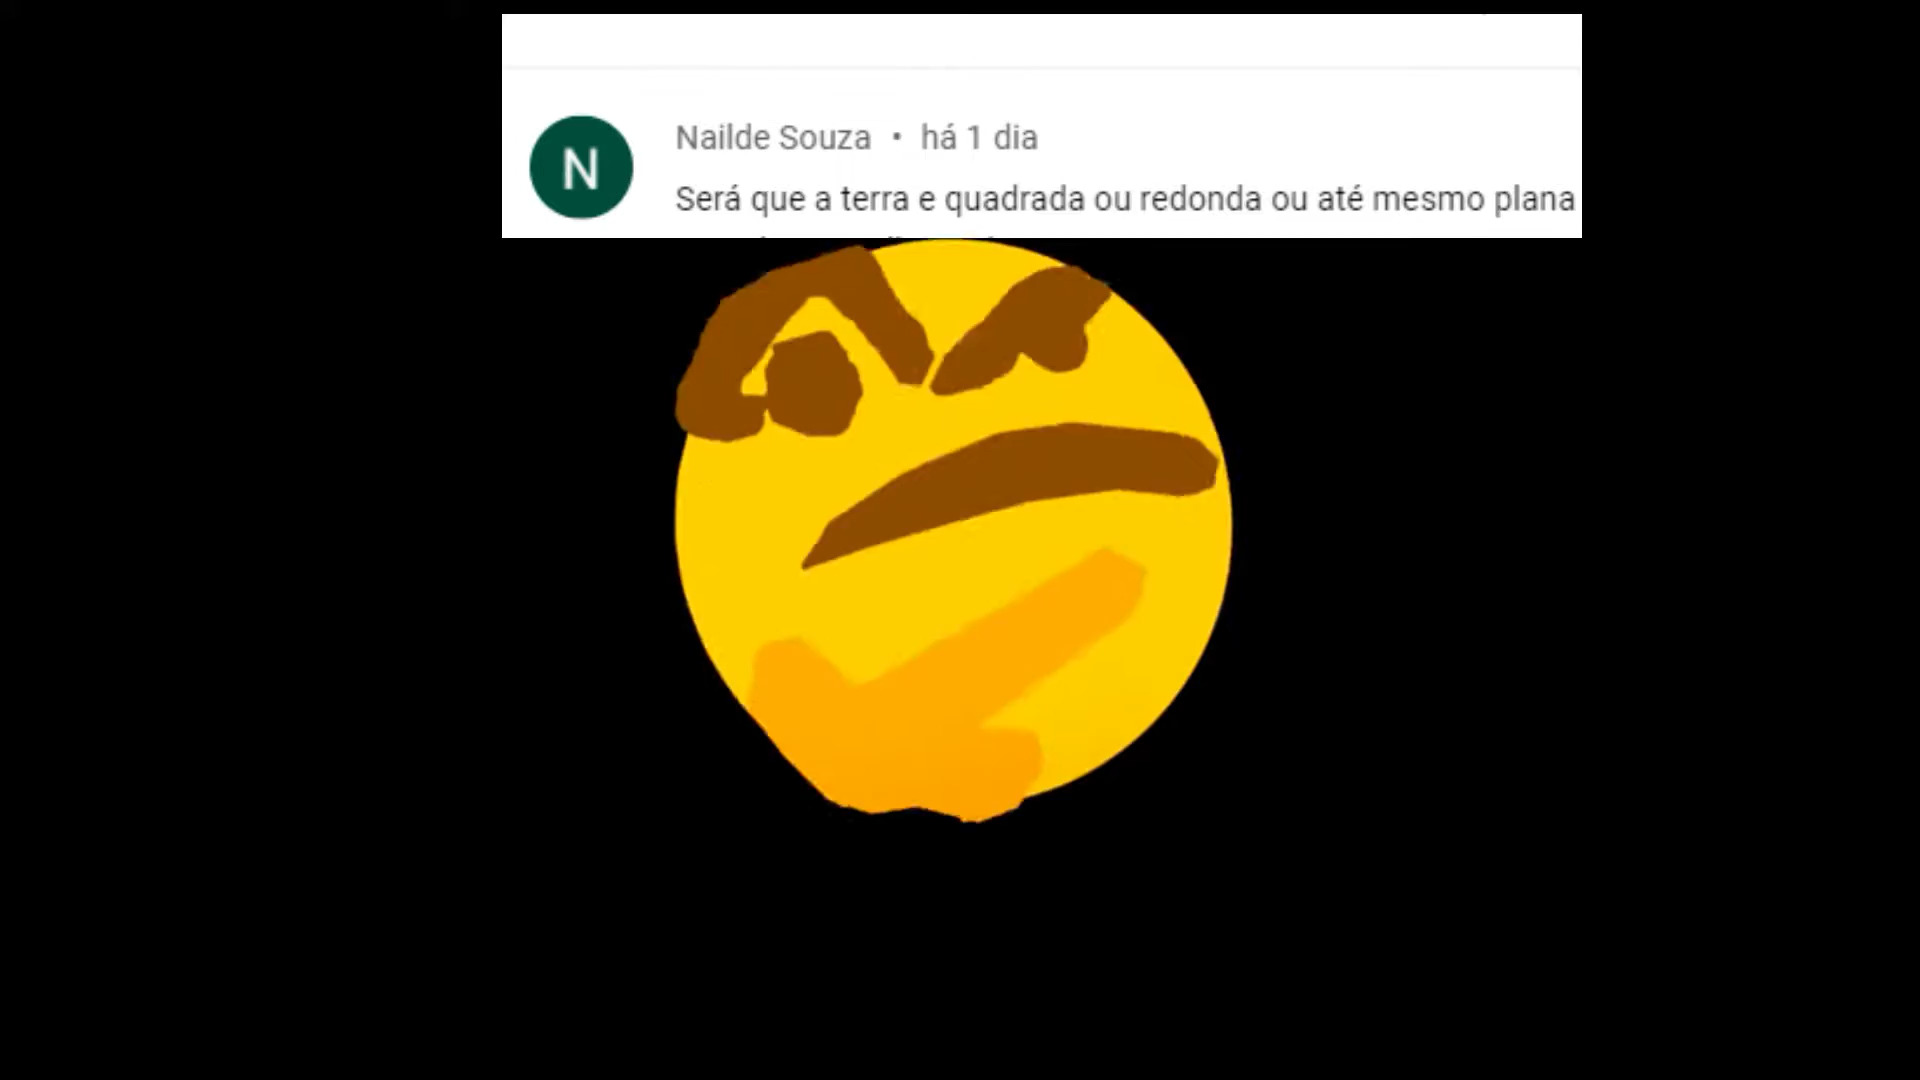 N
Nailde Souza • há 1 dia
Será que a terra e quadrada ou redonda ou até mesmo plana